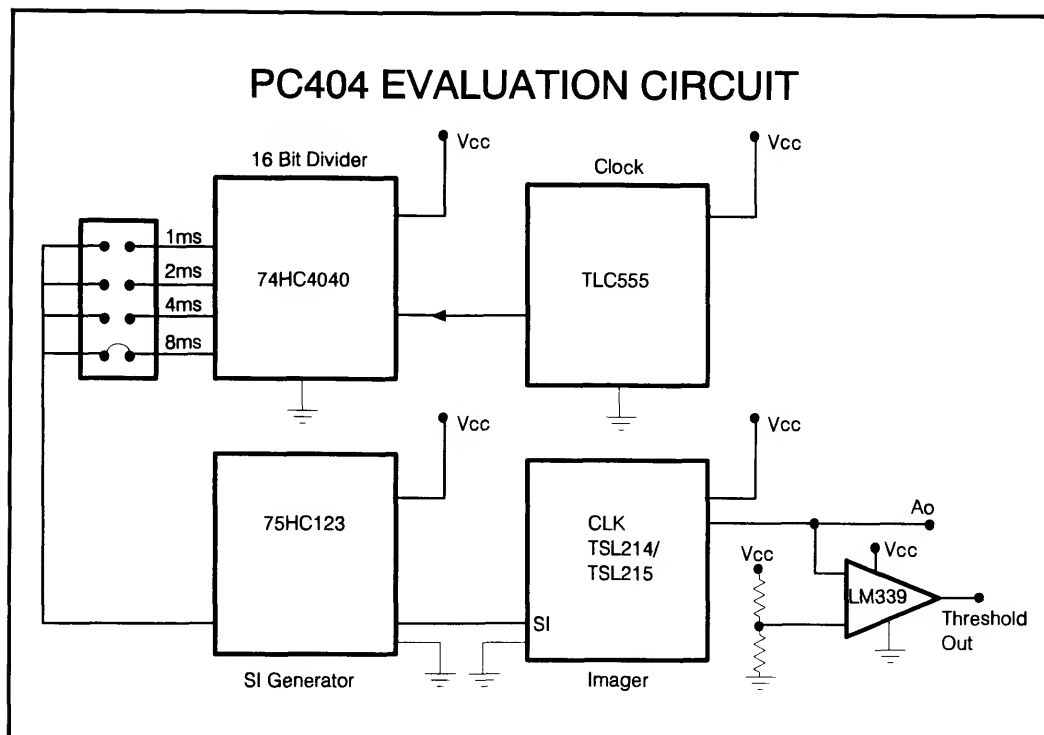 PC404 EVALUATION CIRCUIT
16 Bit Divider
Vcc
Clock
Vcc
1ms
2ms
4ms
8ms
74HC4040
TLC555
Vcc
Vcc
75HC123
CLK
TSL214/
TSL215
SI
Ao
Vcc
Vcc
LM339
Threshold
Out
SI Generator
Imager